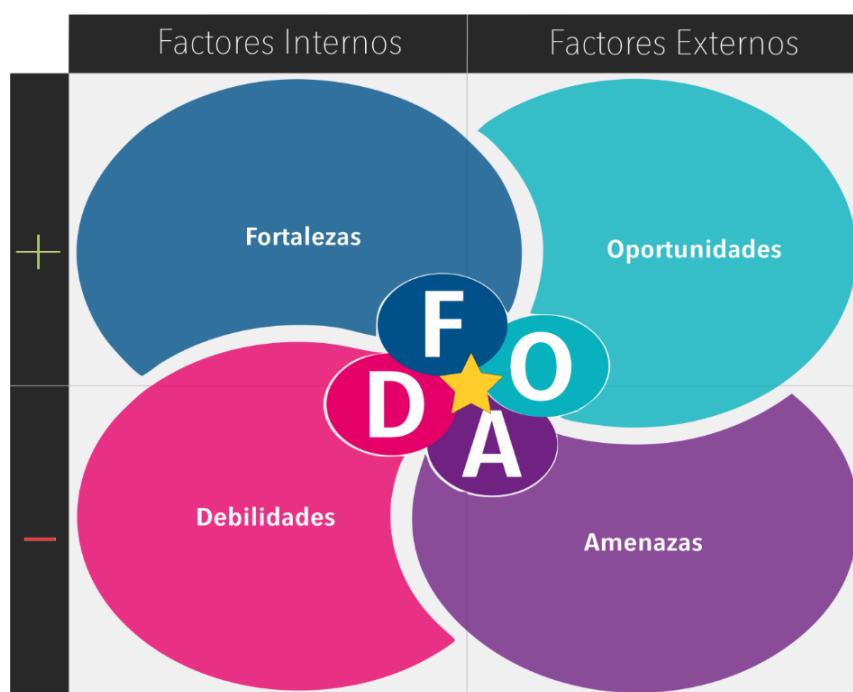 Factores Internos
Factores Externos
+
Fortalezas
Oportunidades
F
O
D
A
−
Debilidades
Amenazas